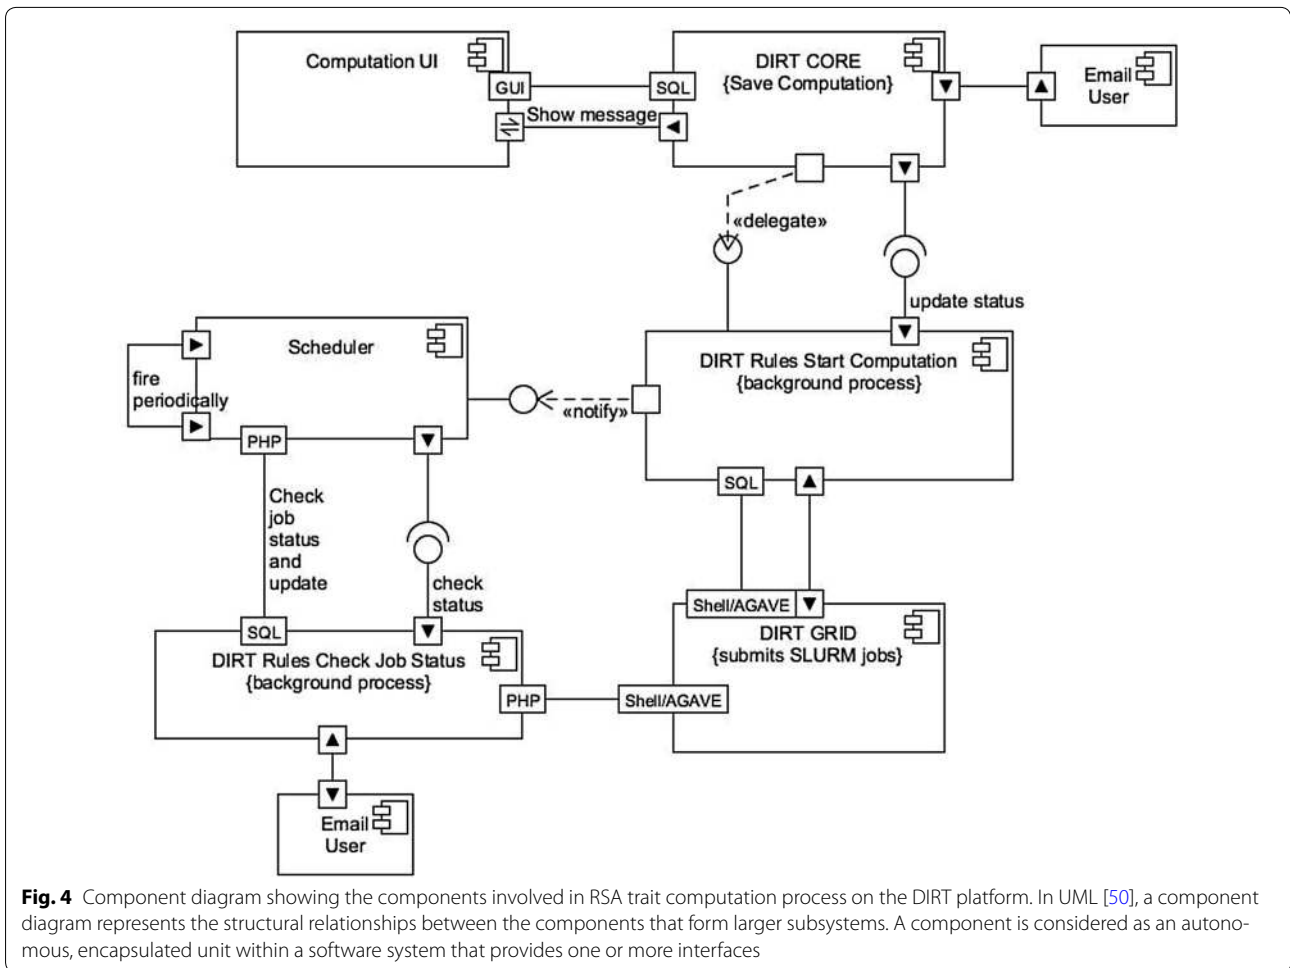 Computation UI
GUI
Show message
SQL
DIRT CORE
{Save Computation}
Email
User
«delegate»
update status
Scheduler
fire
periodically
PHP
«notify»
DIRT Rules Start Computation
{background process}
SQL
Check
job
status
and
update
check
status
Shell/AGAVE
DIRT GRID
{submits SLURM jobs}
SQL
DIRT Rules Check Job Status
{background process}
PHP
Shell/AGAVE
Email
User
Fig. 4 Component diagram showing the components involved in RSA trait computation process on the DIRT platform. In UML [50], a component
diagram represents the structural relationships between the components that form larger subsystems. A component is considered as an autono-
mous, encapsulated unit within a software system that provides one or more interfaces